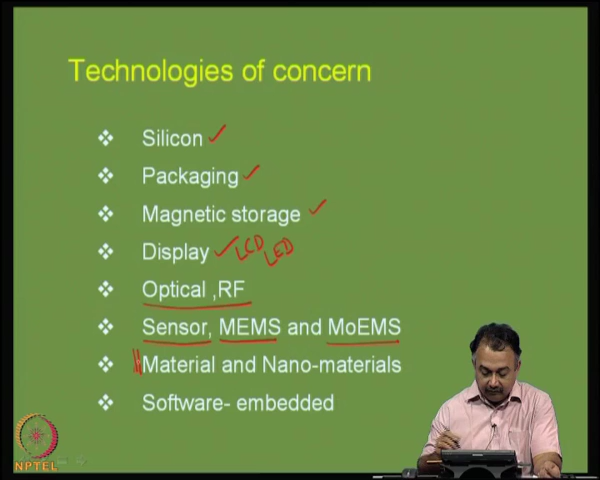 Technologies of concern
Silicon
Packaging
Magnetic storage
Display LCD LED
Optical ,RF
Sensor, MEMS and MoEMS
Material and Nano-materials
Software- embedded
NPTEL